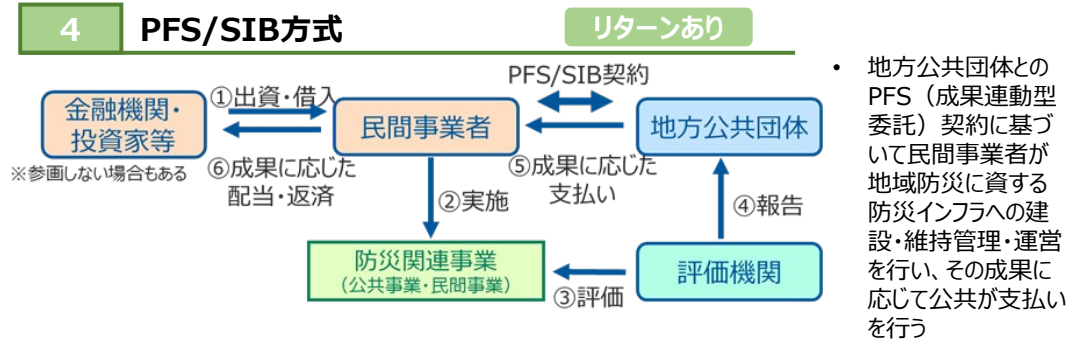 4 PFS/SIB方式 リターンあり
PFS/SIB契約
①出資・借入
金融機関・
投資家等
民間事業者
地方公共団体
※参画しない場合もある
⑥成果に応じた
配当・返済
⑤成果に応じた
支払い
②実施
④報告
防災関連事業
(公共事業・民間事業)
③評価
評価機関
• 地方公共団体との
PFS（成果連動型
委託）契約に基づ
いて民間事業者が
地域防災に資する
防災インフラへの建
設・維持管理・運営
を行い、その成果に
応じて公共が支払い
を行う